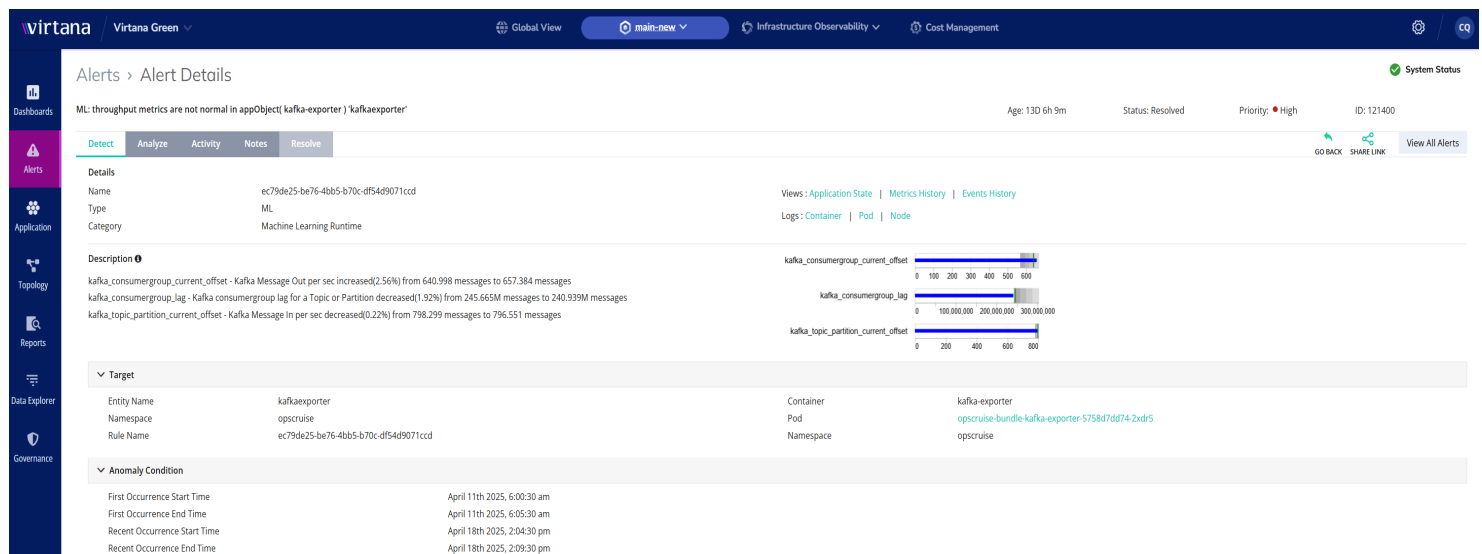 virtana
Virtana Green
Global View
main-new
Infrastructure Observability
Cost Management
CQ
Dashboards
Alerts
Application
Topology
Reports
Data Explorer
Governance
Alerts > Alert Details
System Status
ML: throughput metrics are not normal in appObject( kafka-exporter ) 'kafkaexporter'
Age: 13D 6h 9m
Status: Resolved
Priority: High
ID: 121400
Detect
Analyze
Activity
Notes
Resolve
GO BACK
SHARE LINK
View All Alerts
Details
Name ec79de25-be76-4bb5-b70c-df54d9071ccd
Type ML
Category Machine Learning Runtime
Views : Application State | Metrics History | Events History
Logs : Container | Pod | Node
Description
kafka_consumergroup_current_offset - Kafka Message Out per sec increased(2.56%) from 640.998 messages to 657.384 messages
kafka_consumergroup_lag - Kafka consumergroup lag for a Topic or Partition decreased(1.92%) from 245.665M messages to 240.939M messages
kafka_topic_partition_current_offset - Kafka Message In per sec decreased(0.22%) from 798.299 messages to 796.551 messages
kafka_consumergroup_current_offset
0 100 200 300 400 500 600
kafka_consumergroup_lag
0 100,000,000 200,000,000 300,000,000
kafka_topic_partition_current_offset
0 200 400 600 800
Target
Entity Name kafkaexporter
Namespace opscruise
Rule Name ec79de25-be76-4bb5-b70c-df54d9071ccd
Container kafka-exporter
Pod opscruise-bundle-kafka-exporter-5758d7dd74-2xdr5
Namespace opscruise
Anomaly Condition
First Occurrence Start Time April 11th 2025, 6:00:30 am
First Occurrence End Time April 11th 2025, 6:05:30 am
Recent Occurrence Start Time April 18th 2025, 2:04:30 pm
Recent Occurrence End Time April 18th 2025, 2:09:30 pm